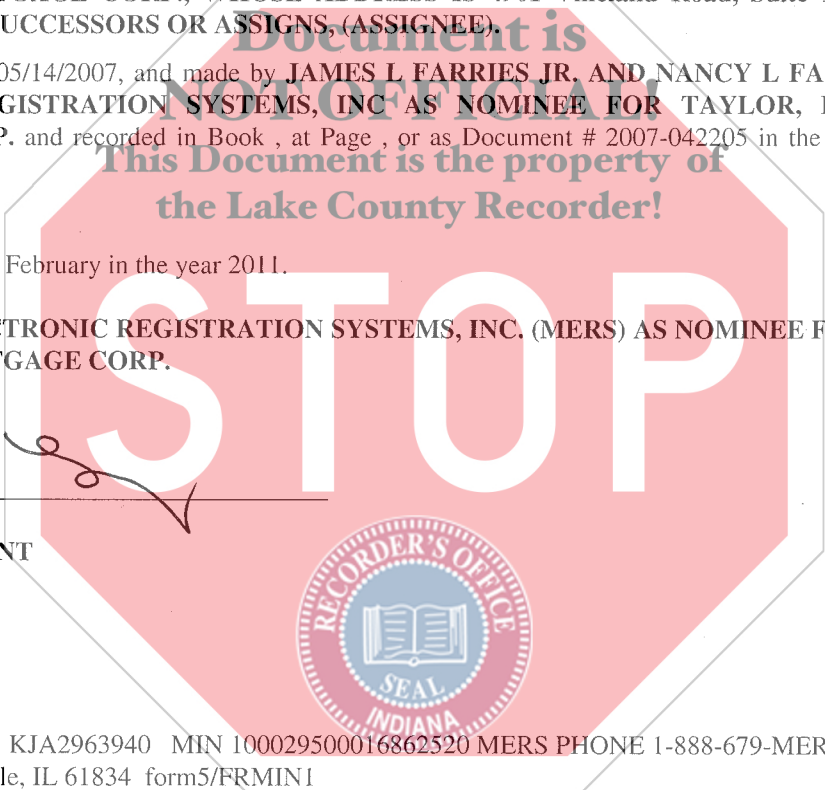 UCCESSORS OR ASSIGNS, (ASSIGNEE).
Document is
05/14/2007, and made by JAMES L FARRIES JR. AND NANCY L FA
NOT OFFICIAL!
GISTRATION SYSTEMS, INC AS NOMINEE FOR TAYLOR,
P. and recorded in Book , at Page , or as Document # 2007-042205 in the
This Document is the property of
the Lake County Recorder!
February in the year 2011.
STOP
TRONIC REGISTRATION SYSTEMS, INC. (MERS) AS NOMINEE F
TGAGE CORP.
NT
RECORDER'S OFFICE
SEAL
INDIANA
KJA2963940 MIN 100029500016862520 MERS PHONE 1-888-679-MER
le, IL 61834 form5/FRMIN1